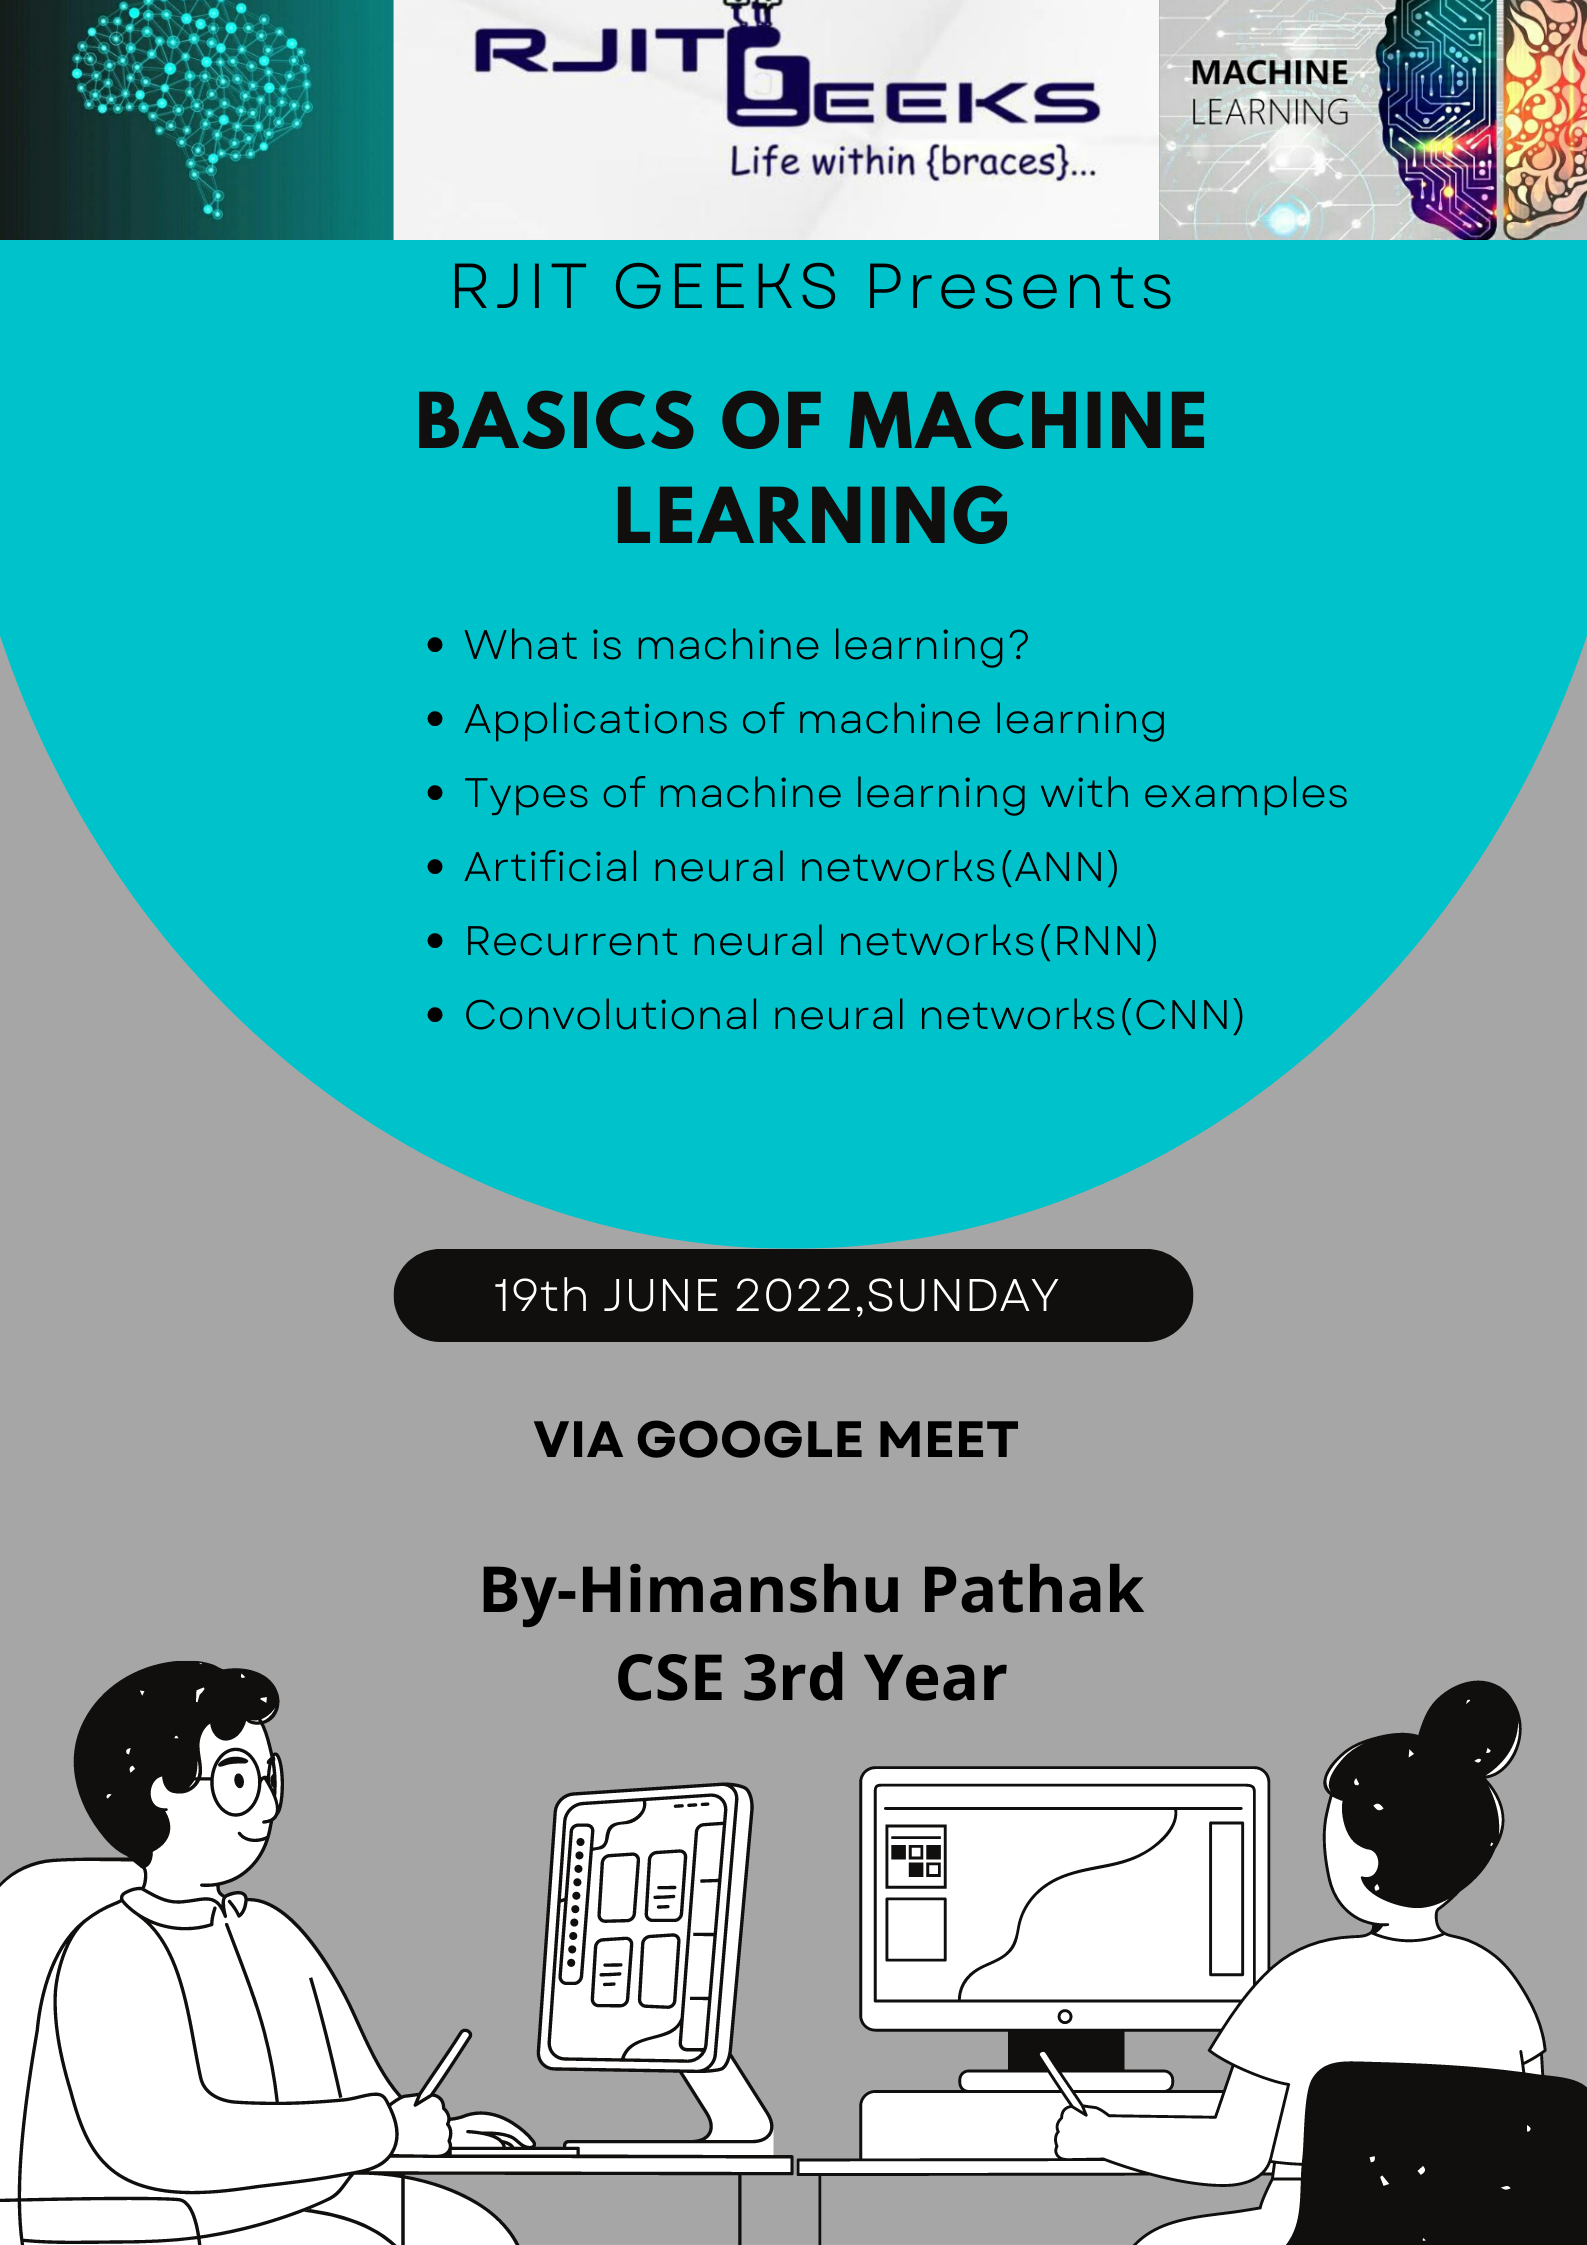 RJIT GEEKS
Life within {braces}...
MACHINE
LEARNING
RJIT GEEKS Presents
BASICS OF MACHINE
LEARNING
• What is machine learning?
• Applications of machine learning
• Types of machine learning with examples
• Artificial neural networks(ANN)
• Recurrent neural networks(RNN)
• Convolutional neural networks(CNN)
19th JUNE 2022,SUNDAY
VIA GOOGLE MEET
By-Himanshu Pathak
CSE 3rd Year